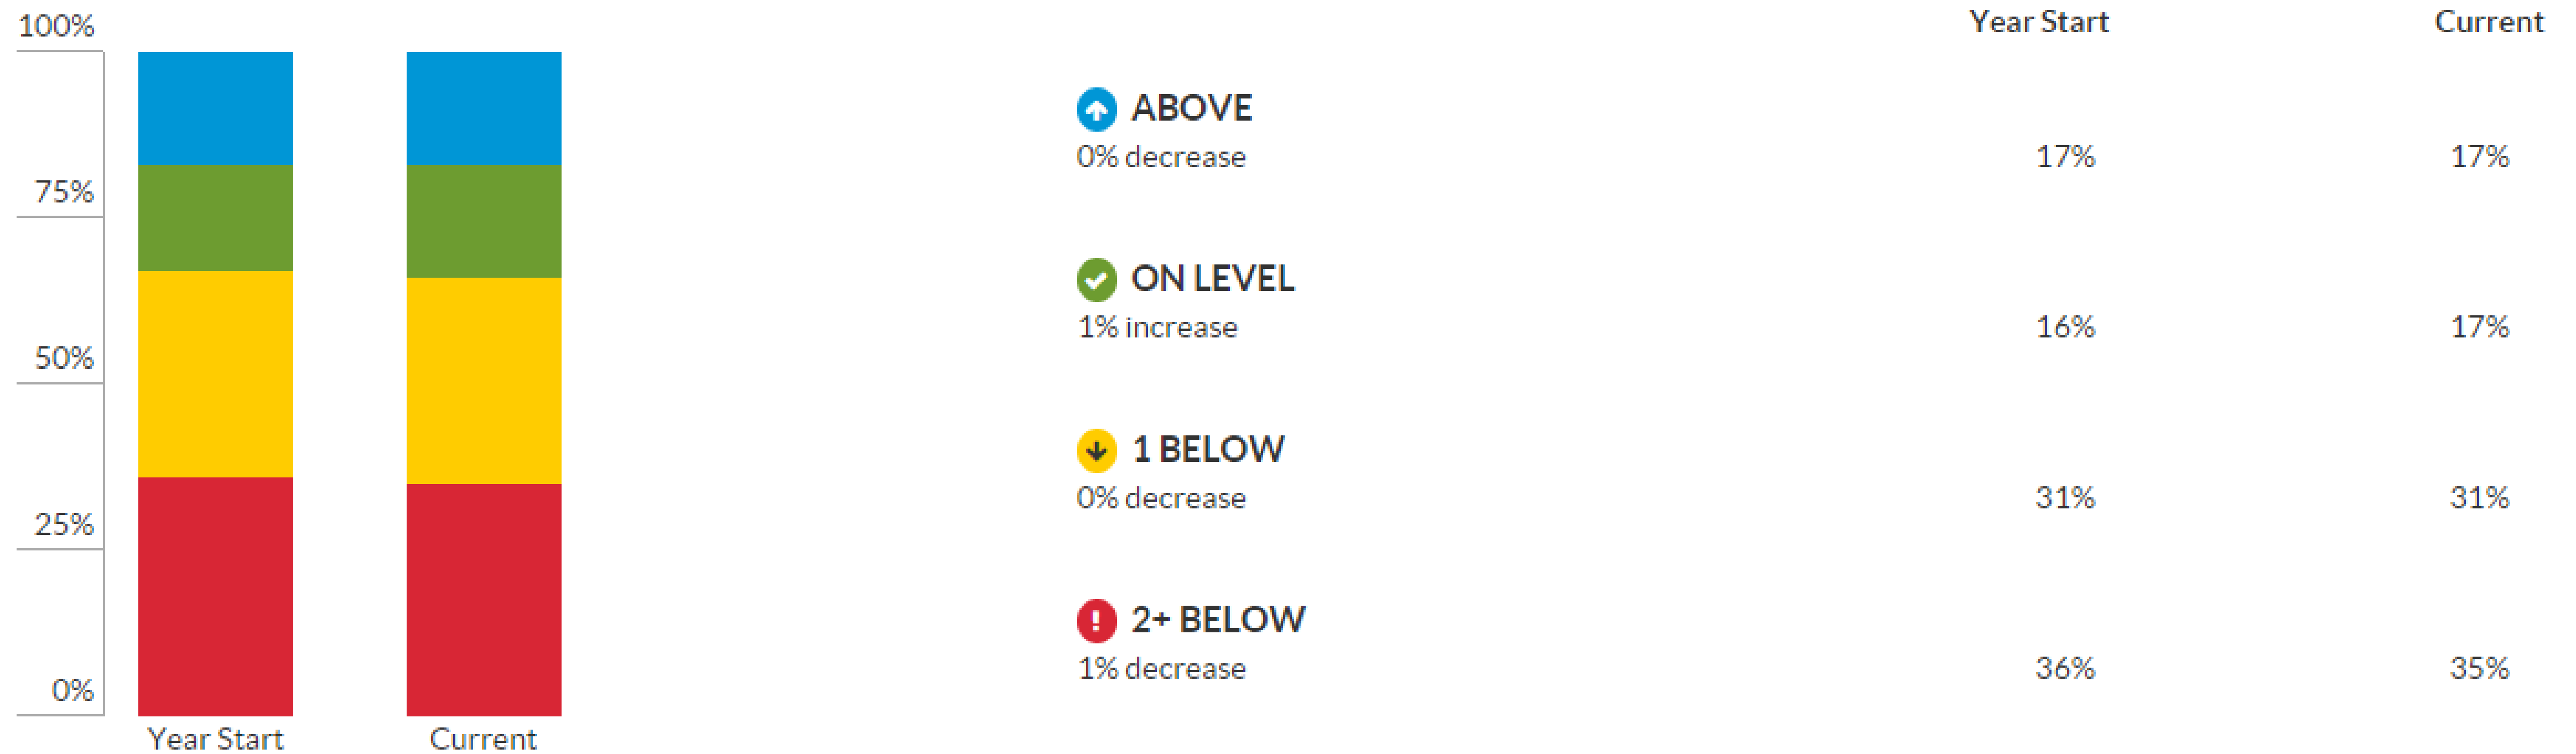 100%
75%
50%
25%
0%
Year Start Current
Year Start Current
ABOVE
0% decrease 17% 17%
ON LEVEL
1% increase 16% 17%
1 BELOW
0% decrease 31% 31%
2+ BELOW
1% decrease 36% 35%